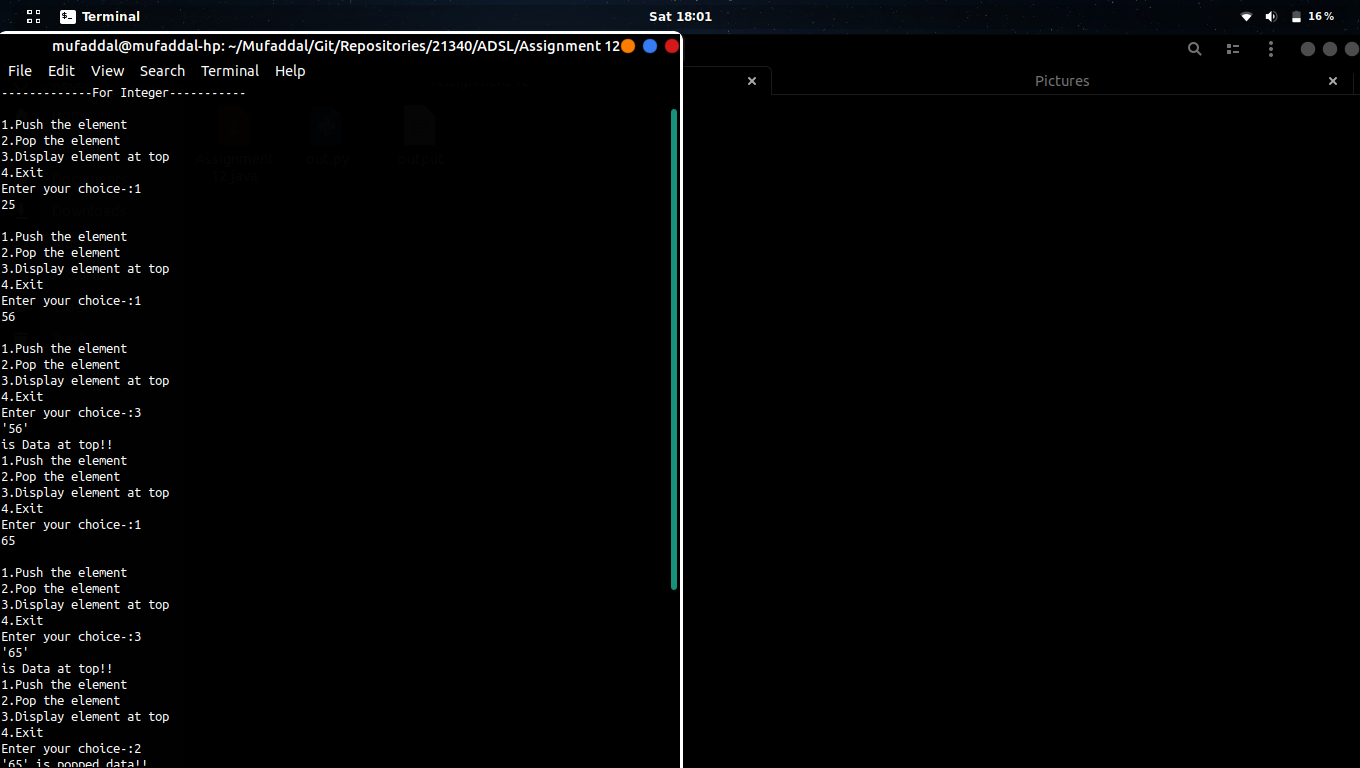 Terminal
Sat 18:01
16%
mufaddal@mufaddal-hp: ~/Mufaddal/Git/Repositories/21340/ADSL/Assignment 12
File Edit View Search Terminal Help
Pictures
-------------For Integer-----------
1.Push the element
2.Pop the element
3.Display element at top
4.Exit
Enter your choice-:1
25
1.Push the element
2.Pop the element
3.Display element at top
4.Exit
Enter your choice-:1
56
1.Push the element
2.Pop the element
3.Display element at top
4.Exit
Enter your choice-:3
'56'
is Data at top!!
1.Push the element
2.Pop the element
3.Display element at top
4.Exit
Enter your choice-:1
65
1.Push the element
2.Pop the element
3.Display element at top
4.Exit
Enter your choice-:3
'65'
is Data at top!!
1.Push the element
2.Pop the element
3.Display element at top
4.Exit
Enter your choice-:2
'65' is popped data!!